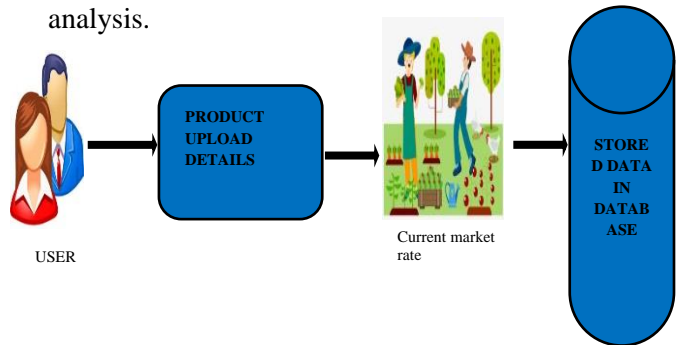 analysis.
PRODUCT
UPLOAD
DETAILS
STORE
D DATA
IN
DATAB
ASE
Current market
rate
USER